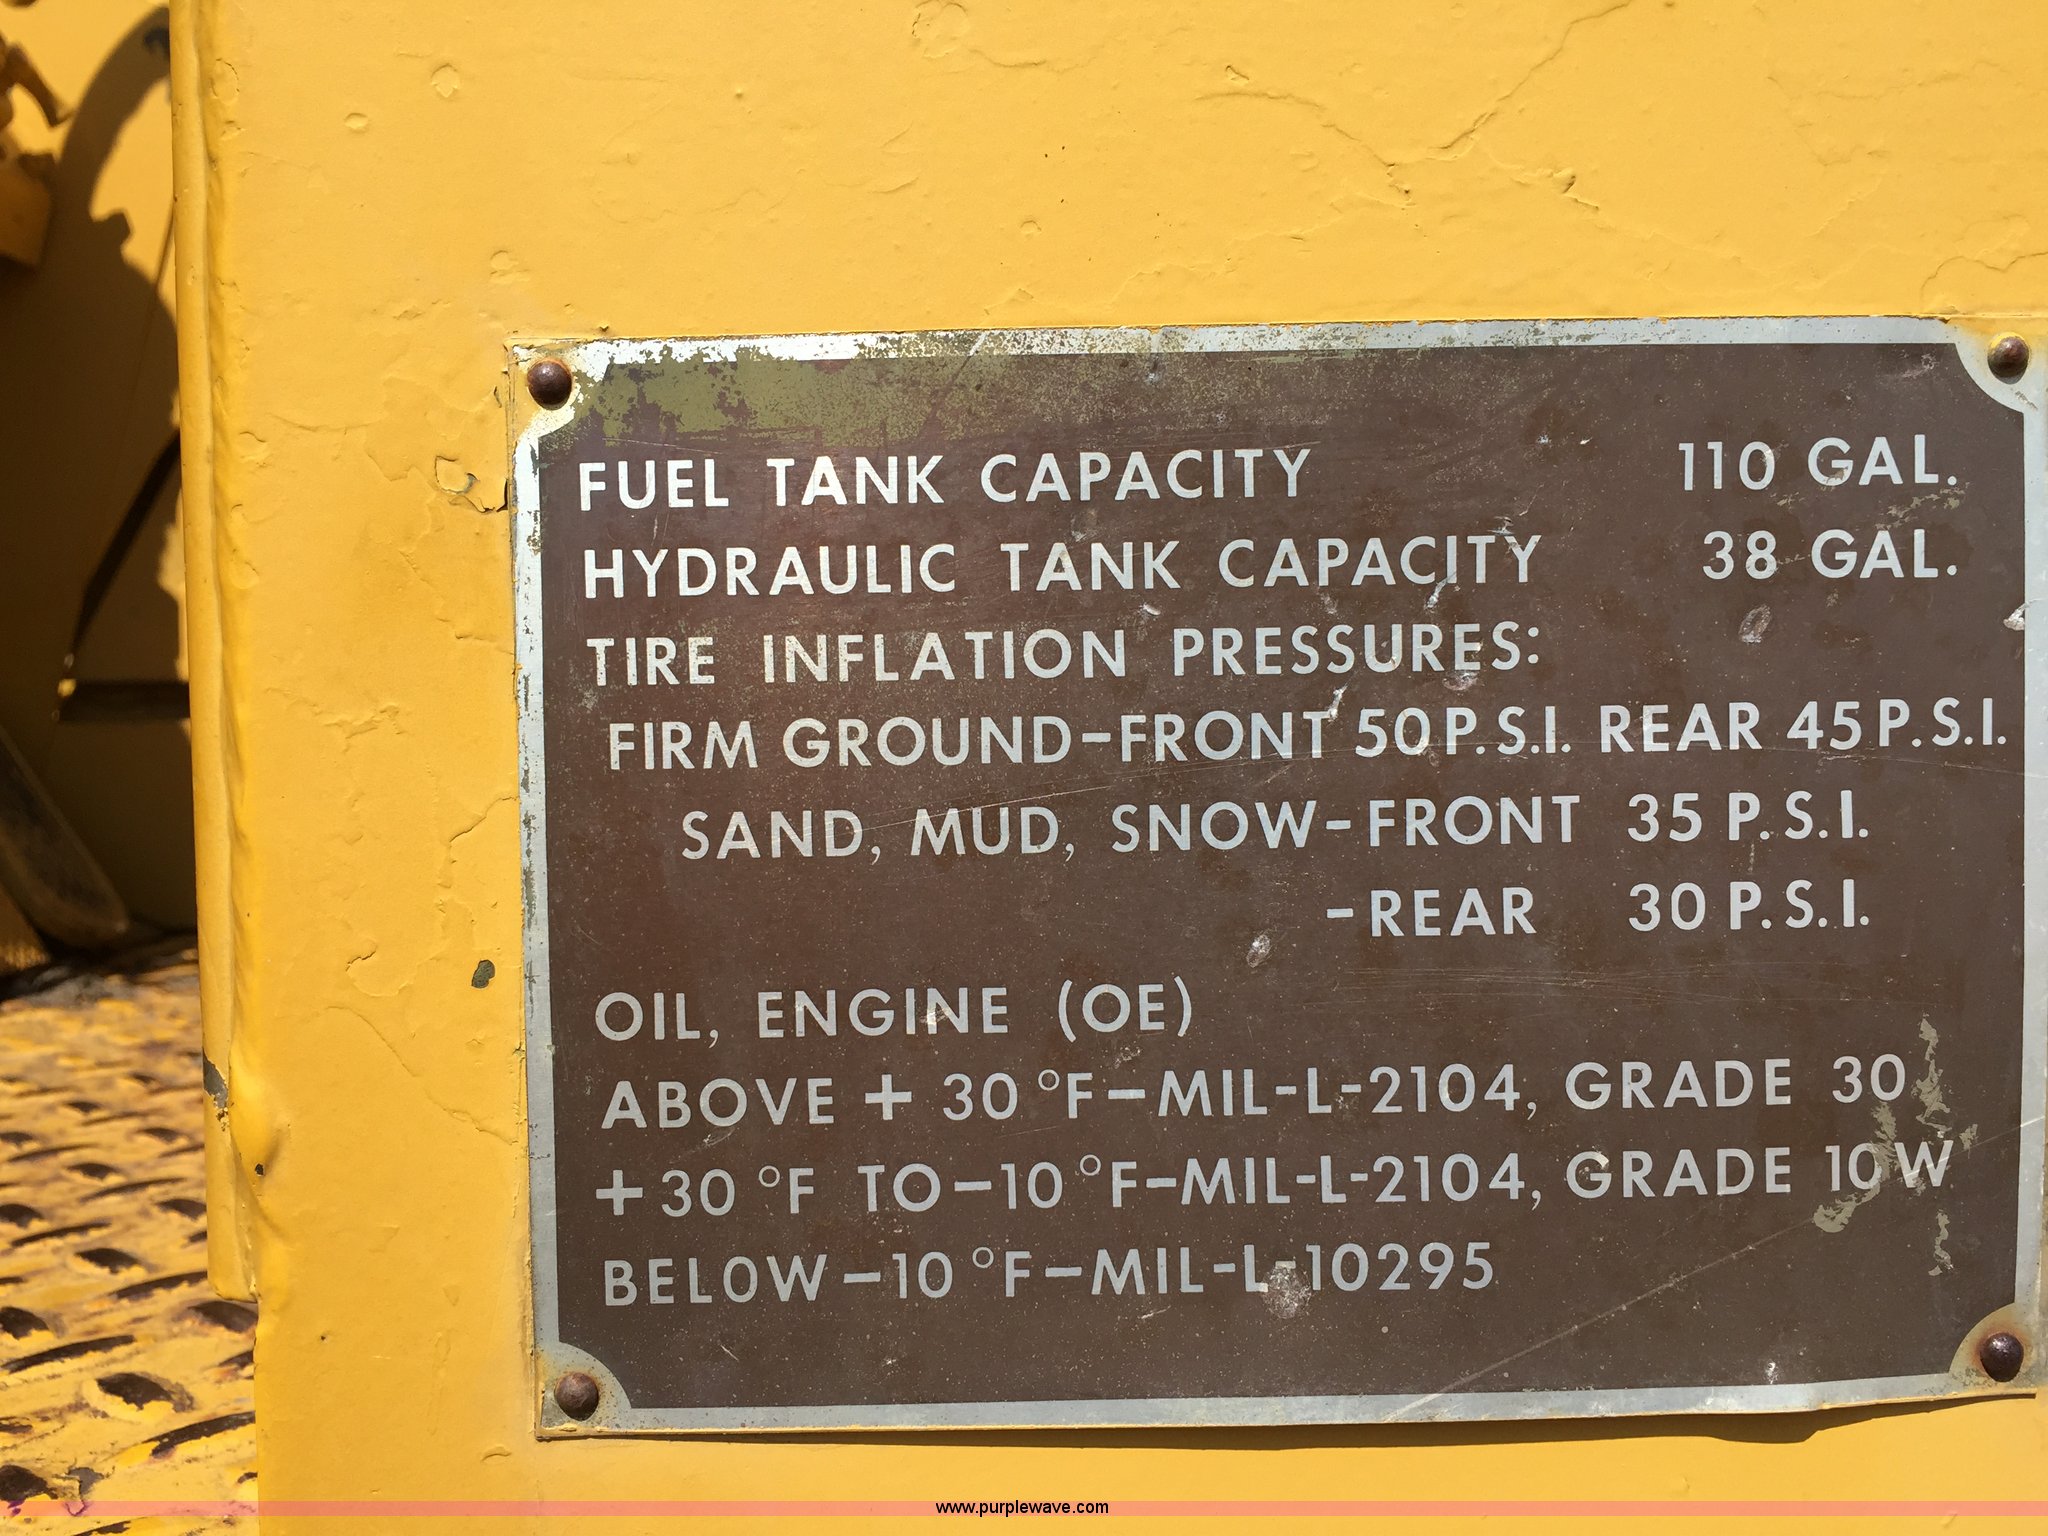 FUEL TANK CAPACITY 110 GAL.
HYDRAULIC TANK CAPACITY 38 GAL.
TIRE INFLATION PRESSURES:
FIRM GROUND-FRONT 50 P.S.I. REAR 45 P.S.I.
SAND, MUD, SNOW-FRONT 35 P.S.I.
-REAR 30 P.S.I.
OIL, ENGINE (OE)
ABOVE + 30 °F-MIL-L-2104, GRADE 30
+30 °F TO-10 °F-MIL-L-2104, GRADE 10W
BELOW-10 °F-MIL-L-10295
www.purplewave.com